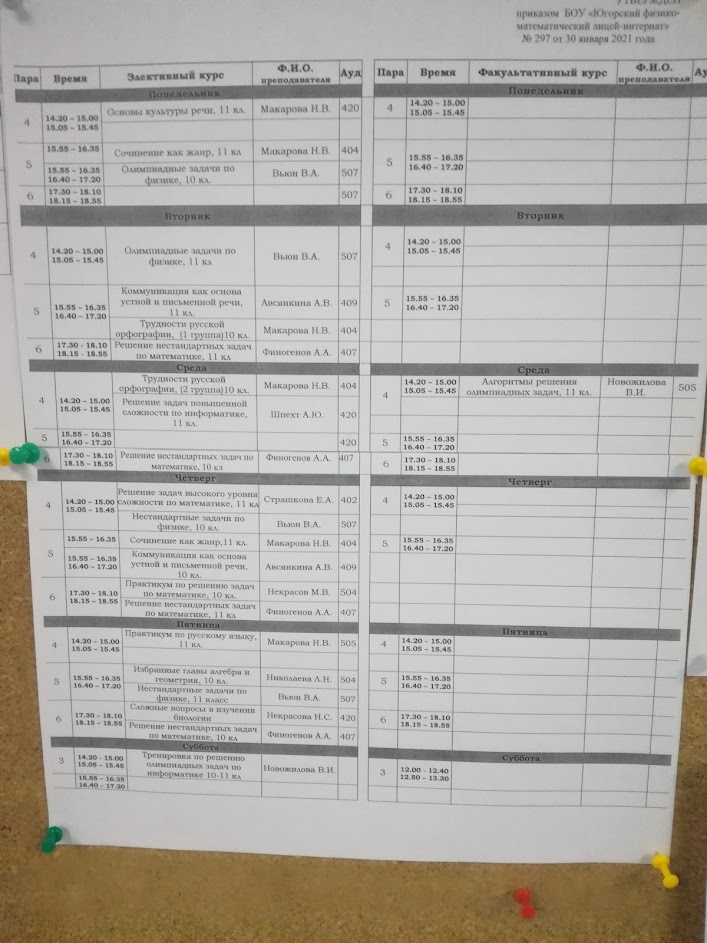 УТВЕРЖДЕН
приказом БОУ «Югорский физико-
математический лицей-интернат»
№ 297 от 30 января 2021 года
Пара Время Элективный курс Ф.И.О. преподавателя Ауд
Понедельник
4 14.20 – 15.00 Основы культуры речи, 11 кл. Макарова Н.В. 420
15.05 – 15.45
5 15.55 – 16.35 Сочинение как жанр, 11 кл Макарова Н.В. 404
15.55 – 16.35 Олимпиадные задачи по Вьюн В.А. 507
16.40 – 17.20 физике, 10 кл.
6 17.30 – 18.10 507
18.15 – 18.55
Вторник
4 14.20 – 15.00 Олимпиадные задачи по Вьюн В.А. 507
15.05 – 15.45 физике, 11 кл
5 15.55 – 16.35 Коммуникация как основа Авсянкина А.В. 409
16.40 – 17.20 устной и письменной речи,
11 кл.
Трудности русской Макарова Н.В. 404
орфографии, (1 группа)10 кл.
6 17.30 - 18.10 Решение нестандартных задач Финогенов А.А. 407
18.15 - 18.55 по математике, 11 кл
Среда
Трудности русской Макарова Н.В. 404
орфографии, (2 группа)10 кл.
4 14.20 – 15.00 Решение задач повышенной Шпехт А.Ю. 420
15.05 – 15.45 сложности по информатике,
11 кл.
5 15.55 – 16.35 420
16.40 – 17.20
6 17.30 – 18.10 Решение нестандартных задач по Финогенов А.А. 407
18.15 – 18.55 математике, 10 кл
Четверг
4 14.20 – 15.00 Решение задач высокого уровня Страшкова Е.А. 402
15.05 – 15.45 сложности по математике, 11 кл
Нестандартные задачи по Вьюн В.А. 507
физике, 10 кл.
5 15.55 – 16.35 Сочинение как жанр,11 кл. Макарова Н.В. 404
15.55 – 16.35 Коммуникация как основа Авсянкина А.В. 409
16.40 – 17.20 устной и письменной речи,
10 кл.
6 17.30 – 18.10 Практикум по решению задач Некрасов М.В. 504
18.15 – 18.55 по математике, 10 кл.
Решение нестандартных задач Финогенов А.А. 407
по математике, 11 кл
Пятница
4 14.20 - 15.00 Практикум по русскому языку, Макарова Н.В. 505
15.05 - 15.45 11 кл.
5 15.55 – 16.35 Избранные главы алгебра и Николаева Л.Н. 504
16.40 – 17.20 геометрия, 10 кл.
Нестандартные задачи по Вьюн В.А. 507
физике, 11 класс
6 17.30 – 18.10 Сложные вопросы в изучении Некрасова Н.С. 420
18.15 – 18.55 биологии
Решение нестандартных задач Финогенов А.А. 407
по математике, 10 кл
Суббота
3 14.20 - 15.00 Тренировка по решению Новожилова В.И.
15.05 - 15.45 олимпиадных задач по
информатике 10-11 кл
15.55 – 16.35
16.40 – 17.20
Пара Время Факультативный курс Ф.И.О. преподавателя Ау
Понедельник
4 14.20 – 15.00
15.05 – 15.45
5 15.55 – 16.35
16.40 – 17.20
6 17.30 – 18.10
18.15 – 18.55
Вторник
4 14.20 – 15.00
15.05 – 15.45
5 15.55 – 16.35
16.40 – 17.20
Среда
4 14.20 – 15.00 Алгоритмы решения Новожилова 505
15.05 – 15.45 олимпиадных задач, 11 кл. В.И.
5 15.55 – 16.35
16.40 – 17.20
6 17.30 – 18.10
18.15 – 18.55
Четверг
4 14.20 – 15.00
15.05 – 15.45
5 15.55 – 16.35
16.40 – 17.20
Пятница
4 14.20 – 15.00
15.05 – 15.45
5 15.55 – 16.35
16.40 – 17.20
6 17.30 – 18.10
18.15 – 18.55
Суббота
3 12.00 - 12.40
12.50 – 13.30